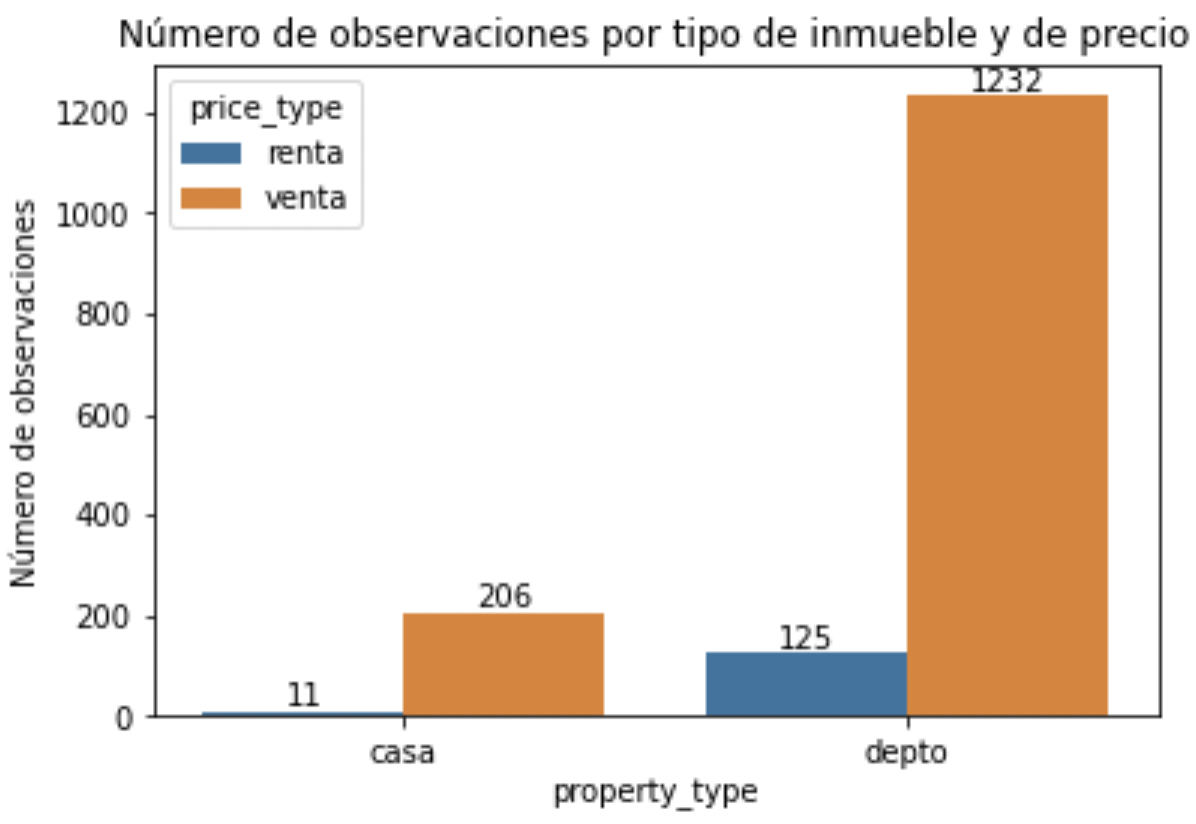 Número de observaciones por tipo de inmueble y de precio
price_type
renta
venta
Número de observaciones
1200
1000
800
600
400
200
0
11
206
125
1232
casa
depto
property_type